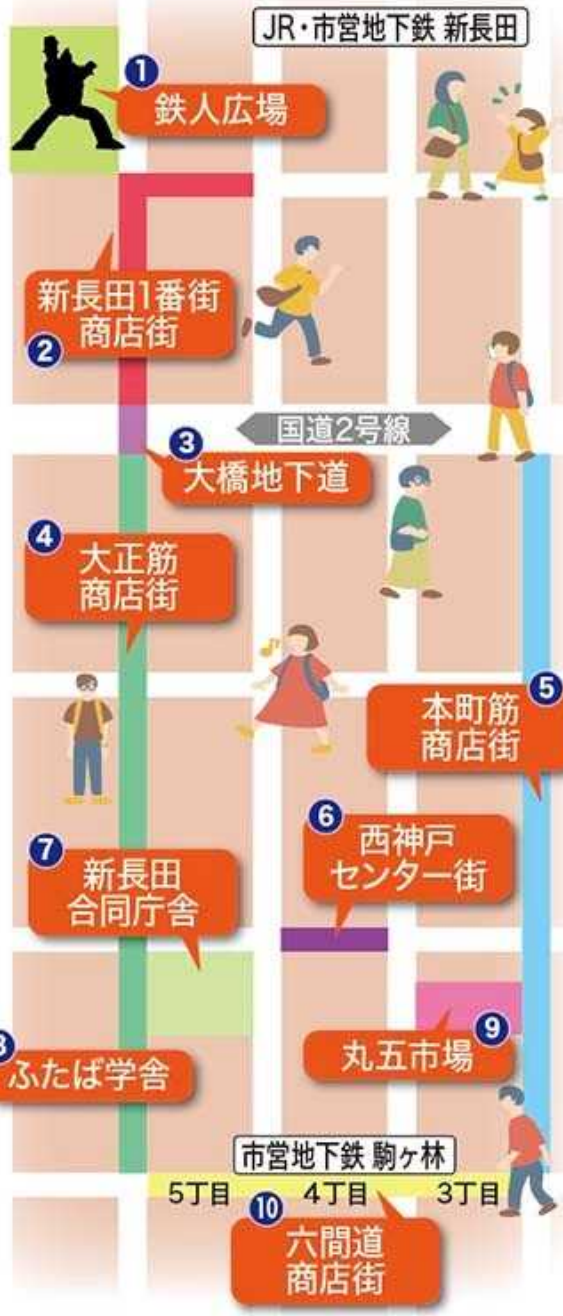 JR・市営地下鉄 新長田
1
鉄人広場
新長田1番街
商店街
2
国道2号線
3
大橋地下道
4
大正筋
商店街
5
本町筋
商店街
6
西神戸
センター街
7
新長田
合同庁舎
8
ふたば学舎
9
丸五市場
市営地下鉄 駒ヶ林
5丁目 4丁目 3丁目
10
六間道
商店街